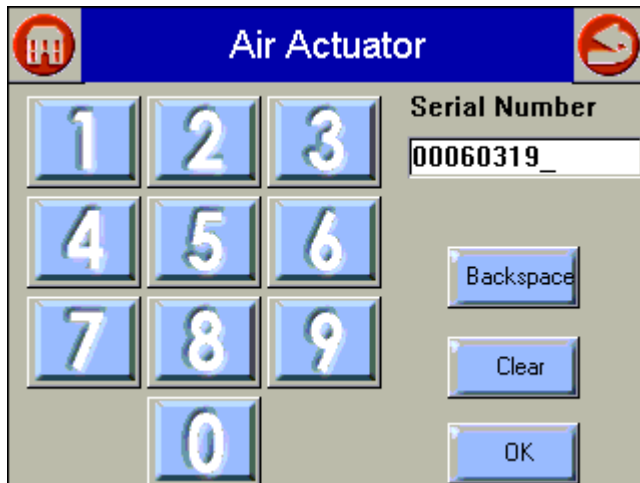 Air Actuator
Serial Number
00060319_
1 2 3
4 5 6
7 8 9
0
Backspace
Clear
OK